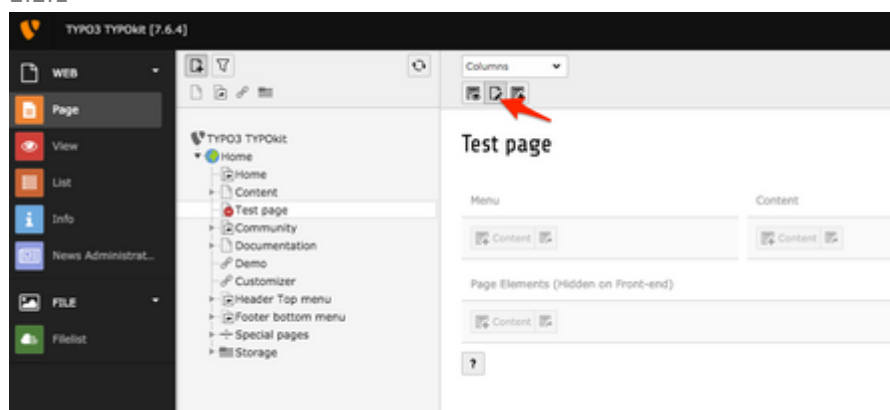 TYPO3 TYPOkit [7.6.4]
WEB
Page
View
List
Info
News Administrat...
FILE
Filelist
TYPO3 TYPOkit
Home
Home
Content
Test page
Community
Documentation
Demo
Customizer
Header Top menu
Footer bottom menu
Special pages
Storage
Columns
Test page
Menu
Content
Content
Content
Page Elements (Hidden on Front-end)
Content
?